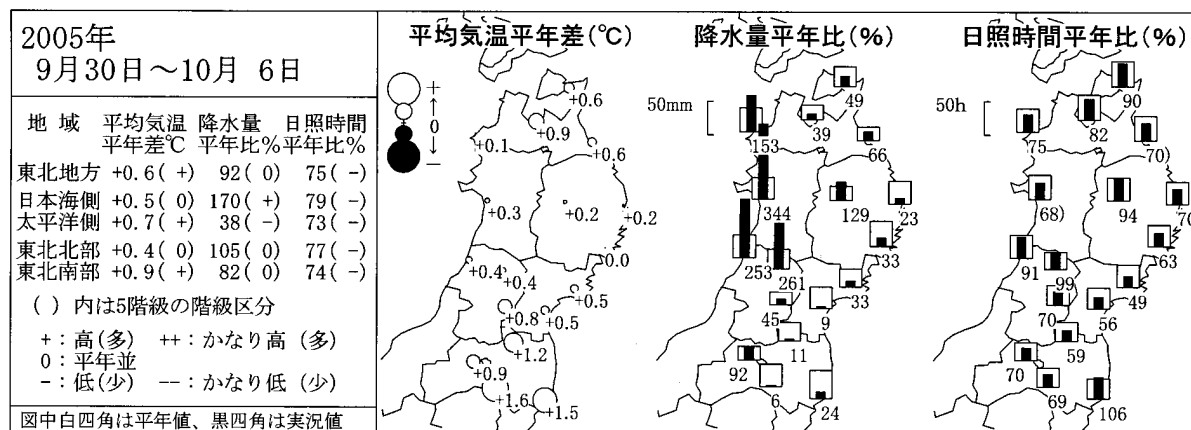 2005年
9月30日～10月 6日
地 域 平均気温 降水量 日照時間
平年差℃ 平年比% 平年比%
東北地方 +0.6( +) 92( 0) 75( -)
日本海側 +0.5( 0) 170( +) 79( -)
太平洋側 +0.7( +) 38( -) 73( -)
東北北部 +0.4( 0) 105( 0) 77( -)
東北南部 +0.9( +) 82( 0) 74( -)
( ) 内は5階級の階級区分
+：高(多) ++：かなり高 (多)
0：平年並
-：低(少) --：かなり低 (少)
図中白四角は平年値、黒四角は実況値
平均気温平年差(℃)
+
↑
0
↓
-
+0.6
+0.9
+0.1
+0.6
+0.3
+0.2
+0.2
0.0
+0.4
+0.4
+0.5
+0.8
+0.5
+1.2
+0.9
+1.6
+1.5
降水量平年比(%)
50mm
49
39
153
66
344
129
23
33
253
261
33
45
9
11
92
6
24
日照時間平年比(%)
50h
90
82
75
70)
68)
94
70
63
91
99
49
70
56
59
70
69
106